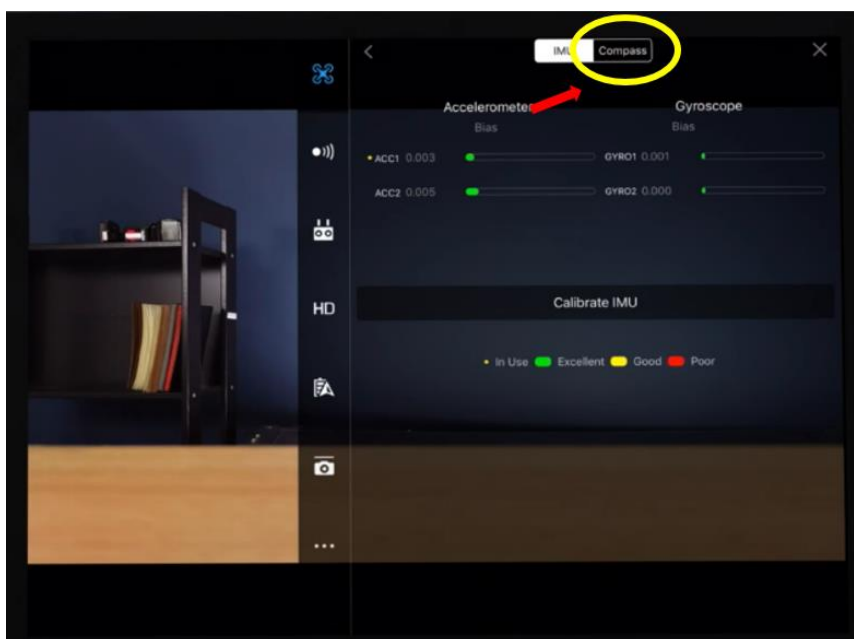 IMU Compass
Accelerometer Gyroscope
Bias Bias
ACC1 0.003 GYRO1 0.001
ACC2 0.005 GYRO2 0.000
HD
Calibrate IMU
In Use Excellent Good Poor